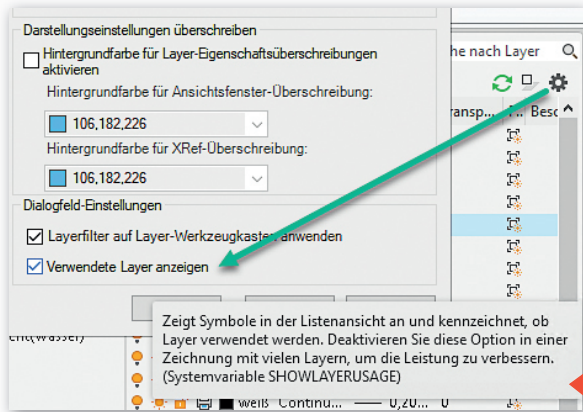 Darstellungseinstellungen überschreiben
Hintergrundfarbe für Layer-Eigenschaftsüberschreibungen
aktivieren
Hintergrundfarbe für Ansichtsfenster-Überschreibung:
106,182,226
Hintergrundfarbe für XRef-Überschreibung:
106,182,226
Dialogfeld-Einstellungen
Layerfilter auf Layer-Werkzeugkasten anwenden
Verwendete Layer anzeigen
he nach Layer
ransp... Besc
Zeigt Symbole in der Listenansicht an und kennzeichnet, ob
Layer verwendet werden. Deaktivieren Sie diese Option in einer
Zeichnung mit vielen Layern, um die Leistung zu verbessern.
(Systemvariable SHOWLAYERUSAGE)
weiß Continu... 0,20... 0